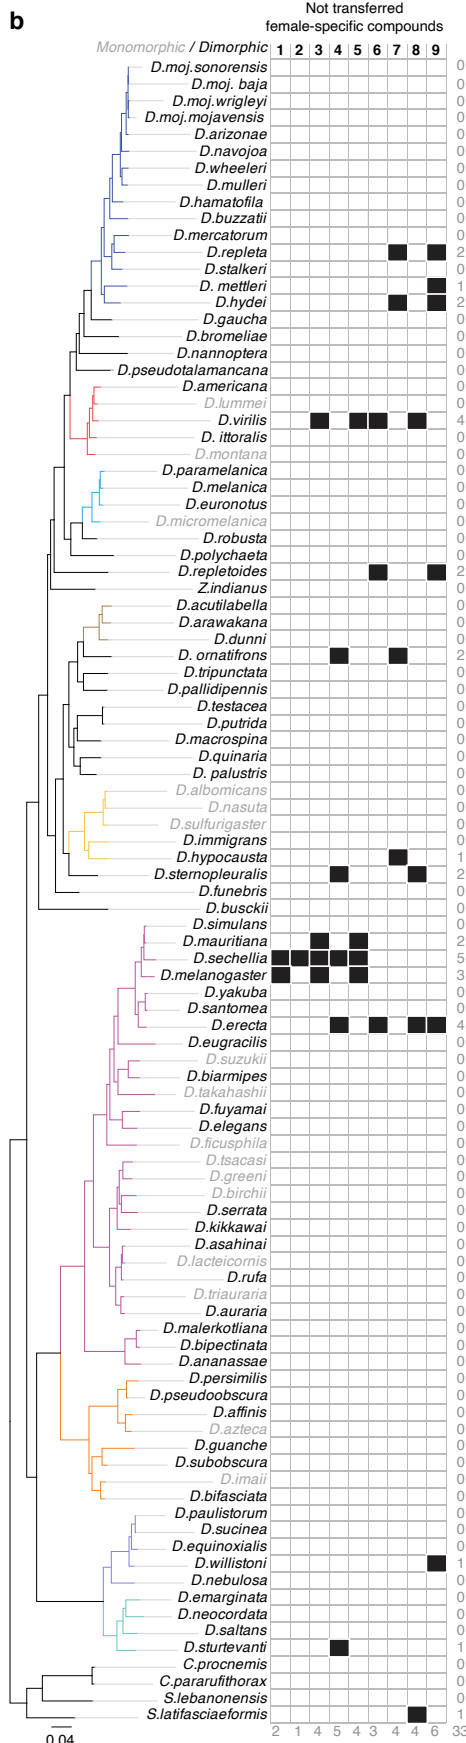 b
Not transferred
female-specific compounds
Monomorphic / Dimorphic 1 2 3 4 5 6 7 8 9
D.moj.sonorensis 0
D.moj. baja 0
D.moj.wrigleyi 0
D.moj.mojavensis 0
D.arizonae 0
D.navojoa 0
D.wheeleri 0
D.mulleri 0
D.hamatofila 0
D.buzzatii 0
D.mercatorum 0
D.repleta 2
D.stalkeri 0
D. mettleri 1
D.hydei 2
D.gaucha 0
D.bromeliae 0
D.nannoptera 0
D.pseudotalamancana 0
D.americana 0
D.lummei 0
D.virilis 4
D. ittoralis 0
D.montana 0
D.paramelanica 0
D.melanica 0
D.euronotus 0
D.micromelanica 0
D.robusta 0
D.polychaeta 0
D.repletoides 2
Z.indianus 0
D.acutilabella 0
D.arawakana 0
D.dunni 0
D. ornatifrons 2
D.tripunctata 0
D.pallidipennis 0
D.testacea 0
D.putrida 0
D.macrospina 0
D.quinaria 0
D. palustris 0
D.albomicans 0
D.nasuta 0
D.sulfurigaster 0
D.immigrans 0
D.hypocausta 1
D.sternopleuralis 2
D.funebris 0
D.busckii 0
D.simulans 0
D.mauritiana 2
D.sechellia 5
D.melanogaster 3
D.yakuba 0
D.santomea 0
D.erecta 4
D.eugracilis 0
D.suzukii 0
D.biarmipes 0
D.takahashii 0
D.fuyamai 0
D.elegans 0
D.ficusphila 0
D.tsacasi 0
D.greeni 0
D.birchii 0
D.serrata 0
D.kikkawai 0
D.asahinai 0
D.lacteicornis 0
D.rufa 0
D.triauraria 0
D.auraria 0
D.malerkotliana 0
D.bipectinata 0
D.ananassae 0
D.persimilis 0
D.pseudoobscura 0
D.affinis 0
D.azteca 0
D.guanche 0
D.subobscura 0
D.imaii 0
D.bifasciata 0
D.paulistorum 0
D.sucinea 0
D.equinoxialis 0
D.willistoni 1
D.nebulosa 0
D.emarginata 0
D.neocordata 0
D.saltans 0
D.sturtevanti 1
C.procnemis 0
C.pararufithorax 0
S.lebanonensis 0
S.latifasciaeformis 1
0.04 2 1 4 5 4 3 4 4 6 33